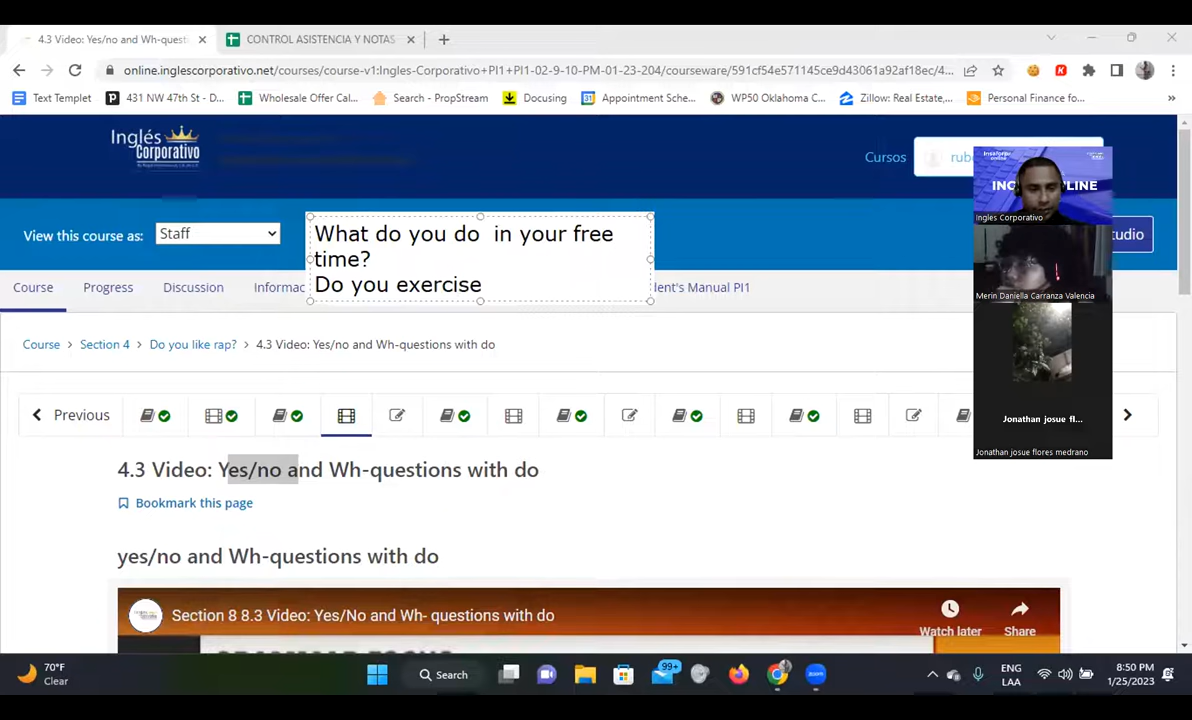 4.3 Video: Yes/no and Wh-quest
CONTROL ASISTENCIA Y NOTAS
online.inglescorporativo.net/courses/course-v1:Ingles-Corporativo+PI1+PI1-02-9-10-PM-01-23-204/courseware/591cf54e571145ce9d43061a92af18ec/4...
Text Templet
431 NW 47th St - D...
Wholesale Offer Cal...
Search - PropStream
Docusing
Appointment Sche...
WP50 Oklahoma C...
Zillow: Real Estate,...
Personal Finance fo...
»
Inglés
Corporativo
Cursos
rub
View this course as:
Staff
What do you do in your free
time?
Do you exercise
tudio
Course
Progress
Discussion
Informac
dent's Manual PI1
LINE
Ingles Corporativo
Merin Daniella Carranza Valencia
Jonathan josue fl...
Jonathan josue flores medrano
Course > Section 4 > Do you like rap? > 4.3 Video: Yes/no and Wh-questions with do
Previous
4.3 Video: Yes/no and Wh-questions with do
Bookmark this page
yes/no and Wh-questions with do
Section 8 8.3 Video: Yes/No and Wh- questions with do
Watch later
Share
70°F
Clear
Search
99+
zoom
ENG
LAA
8:50 PM
1/25/2023